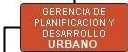 GERENCIA DE
PLANIFICACION Y
DESARROLLO
URBANO